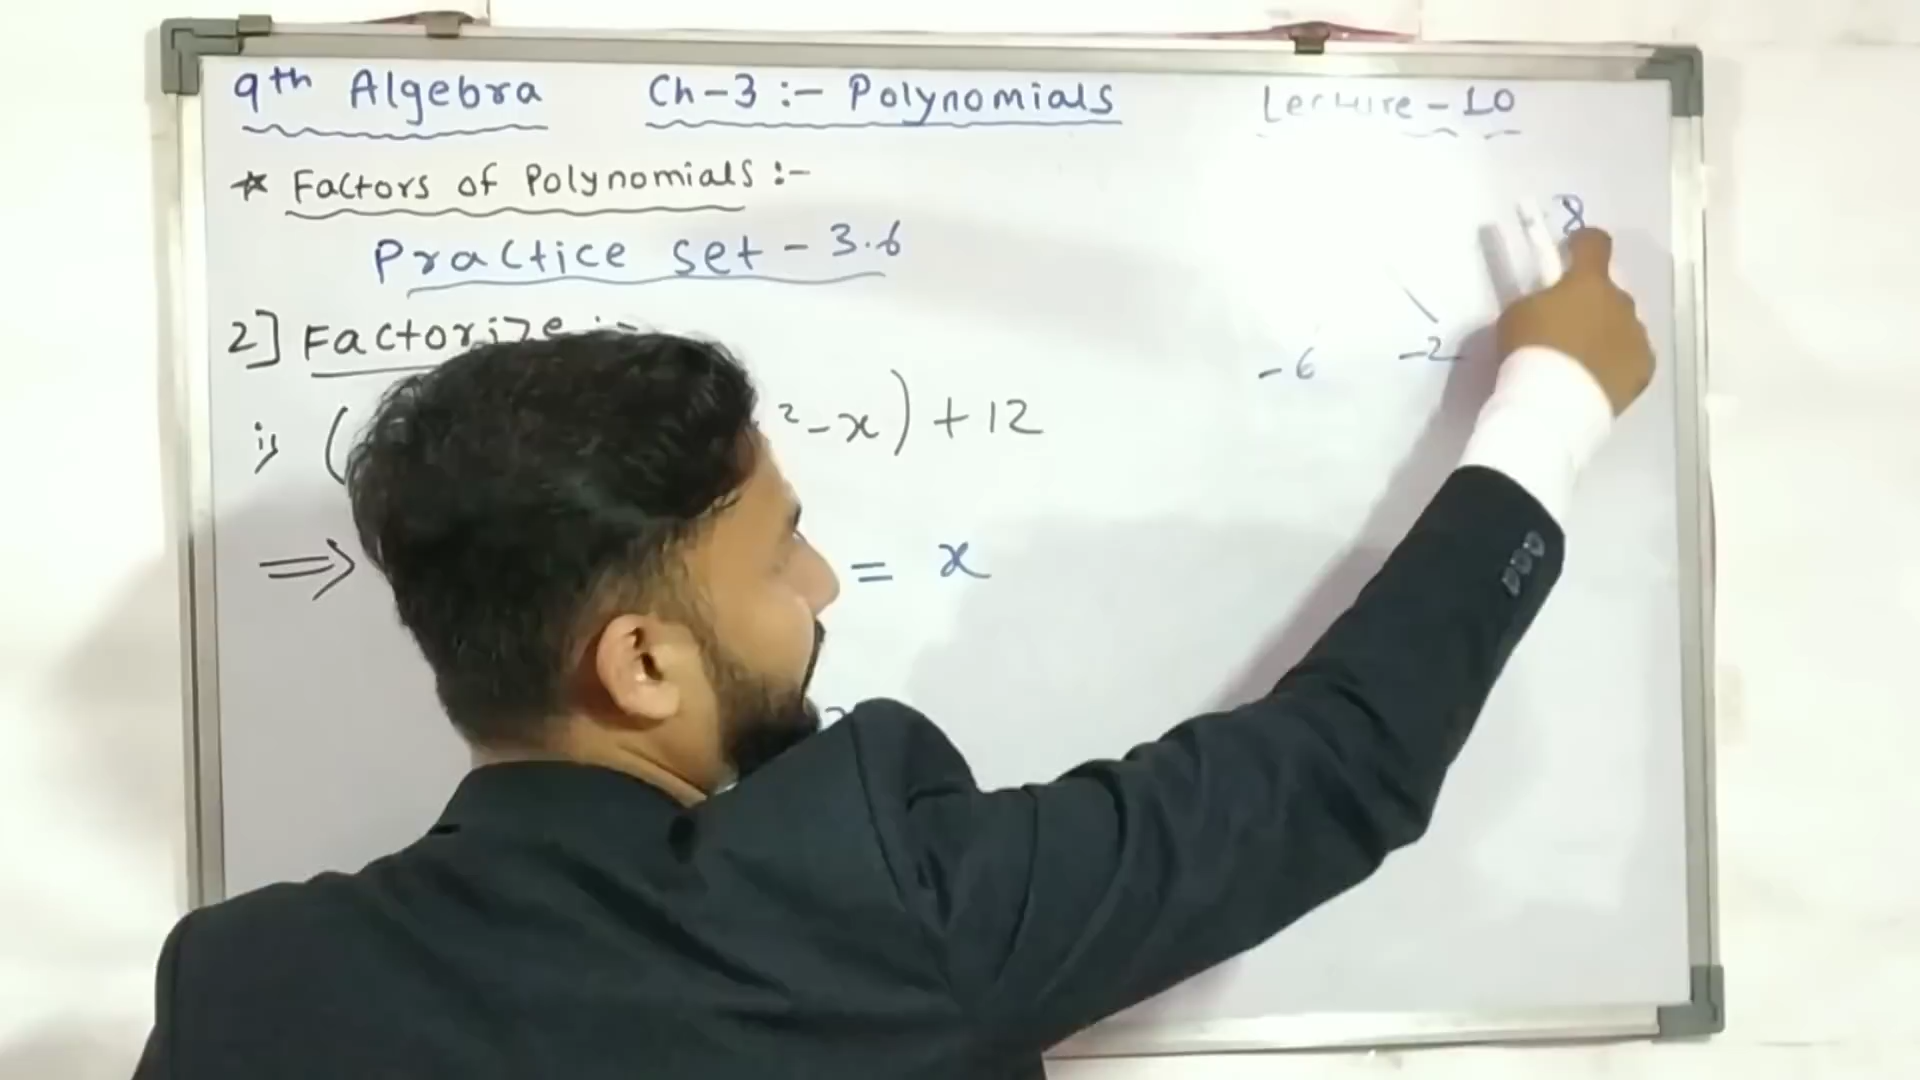 9th Algebra Ch-3 :- Polynomials Lecture-10
* Factors of Polynomials :-
Practice set - 3.6
2] Factorize :-
i> ( ² - x ) + 12
⇒ = x
8
-6 -2